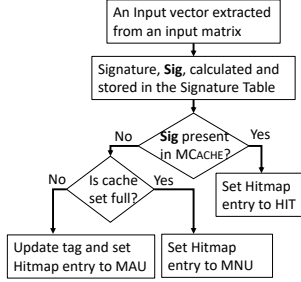 An Input vector extracted
from an input matrix
Signature, Sig, calculated and
stored in the Signature Table
No
Sig present
in MCACHE?
Yes
No
Is cache
set full?
Yes
Set Hitmap
entry to HIT
Update tag and set
Hitmap entry to MAU
Set Hitmap
entry to MNU